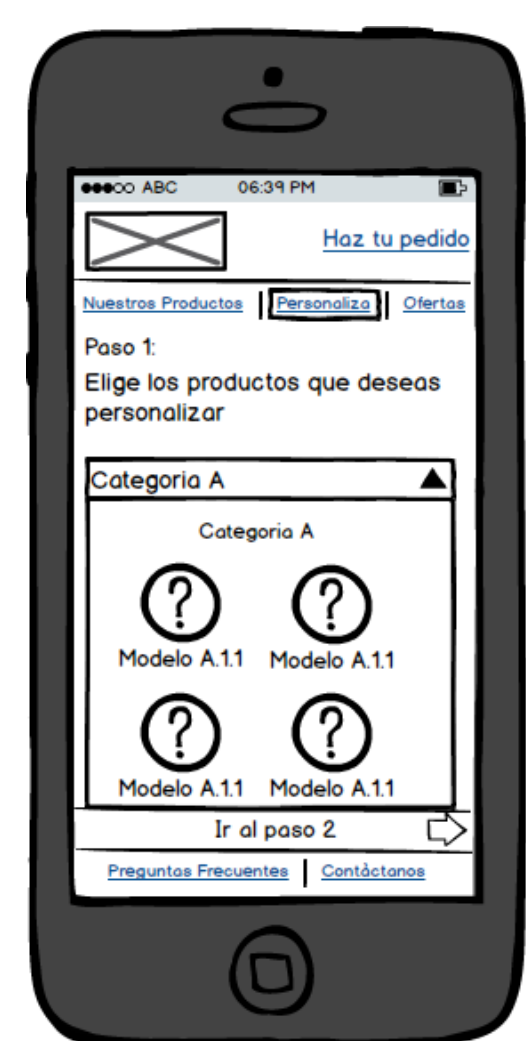 ABC 06:39 PM
Haz tu pedido
Nuestros Productos Personaliza Ofertas
Paso 1:
Elige los productos que deseas
personalizar
Categoria A
Categoria A
? ?
Modelo A.1.1 Modelo A.1.1
? ?
Modelo A.1.1 Modelo A.1.1
Ir al paso 2
Preguntas Frecuentes Contàctanos